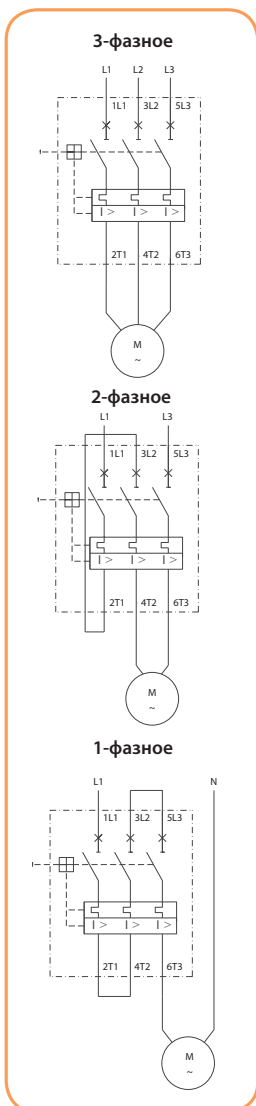 3-фазное
L1 L2 L3
1L1 3L2 5L3
I > I > I >
2T1 4T2 6T3
M
~
2-фазное
L1 L3
1L1 3L2 5L3
I > I > I >
2T1 4T2 6T3
M
~
1-фазное
L1 N
1L1 3L2 5L3
I > I > I >
2T1 4T2 6T3
M
~